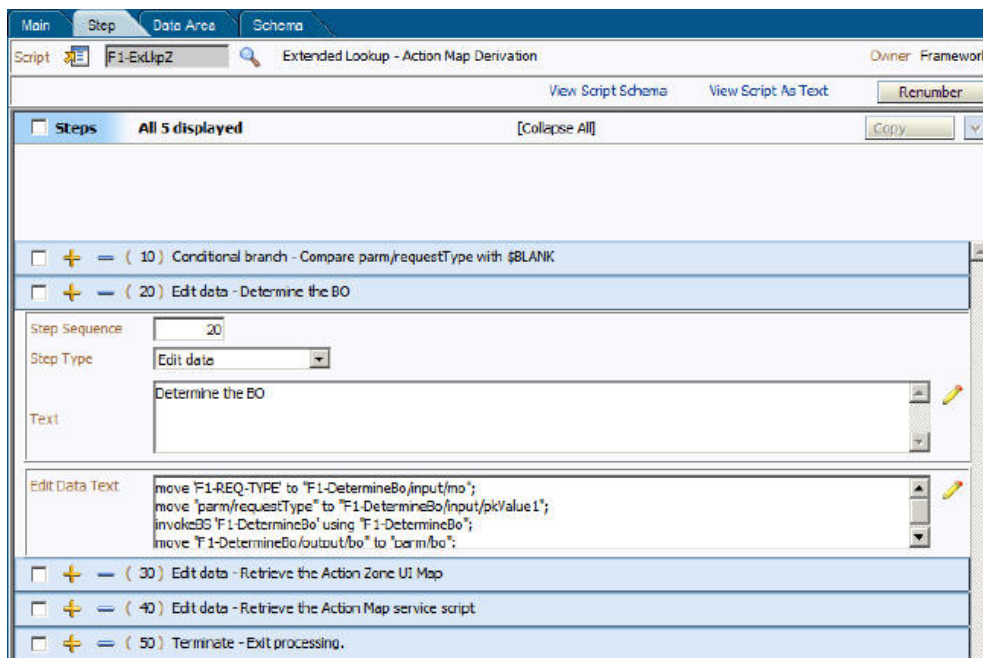 Main Step Data Area Schema
Script F1-ExLkpZ Extended Lookup - Action Map Derivation Owner Framework
View Script Schema View Script As Text Renumber
Steps All 5 displayed [Collapse All] Copy
( 10 ) Conditional branch - Compare parm/requestType with $BLANK
( 20 ) Edit data - Determine the BO
Step Sequence 20
Step Type Edit data
Determine the BO
Text
Edit Data Text move 'F1-REQ-TYPE' to "F1-DetermineBo/input/mo";
move "parm/requestType" to "F1-DetermineBo/input/pkValue1";
invokeBS 'F1-DetermineBo' using "F1-DetermineBo";
move "F1-DetermineBo/output/bo" to "parm/bo";
( 30 ) Edit data - Retrieve the Action Zone UI Map
( 40 ) Edit data - Retrieve the Action Map service script
( 50 ) Terminate - Exit processing.